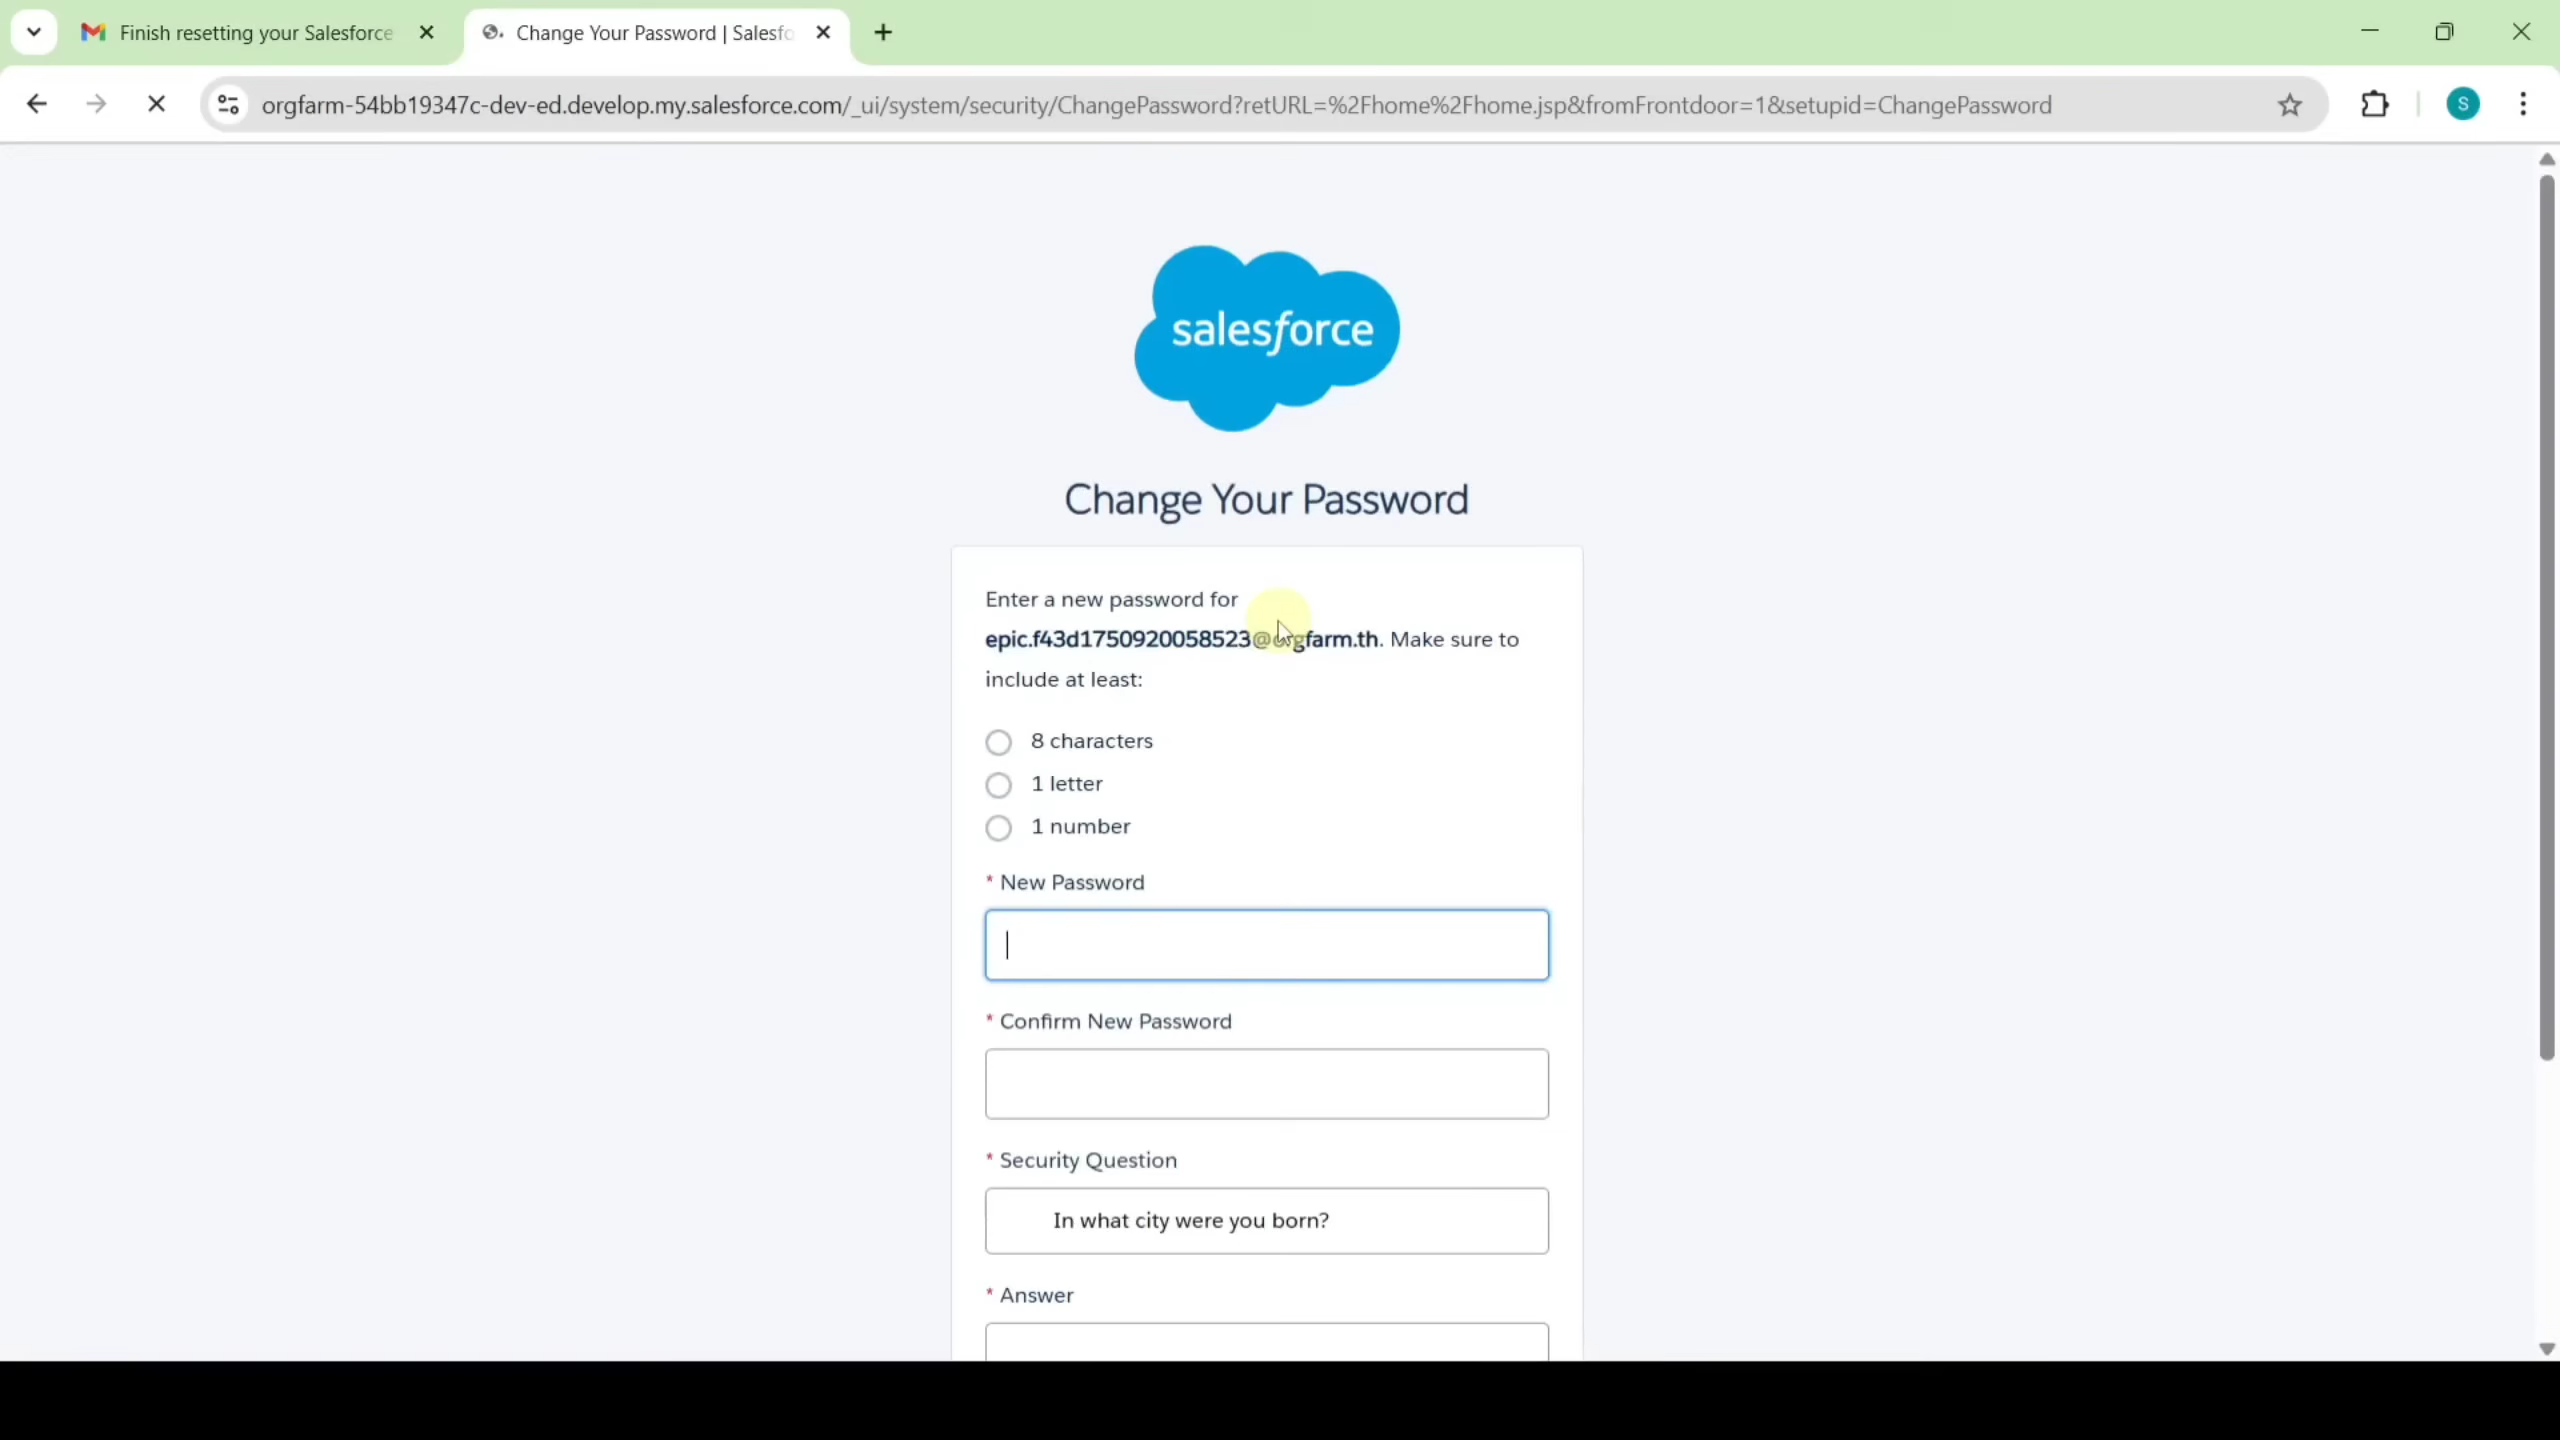 Finish resetting your Salesforce
Change Your Password | Salesfo
orgfarm-54bb19347c-dev-ed.develop.my.salesforce.com/_ui/system/security/ChangePassword?retURL=%2Fhome%2Fhome.jsp&fromFrontdoor=1&setupid=ChangePassword
S
salesforce
Change Your Password
Enter a new password for
epic.f43d1750920058523@orgfarm.th. Make sure to
include at least:
8 characters
1 letter
1 number
* New Password
* Confirm New Password
* Security Question
In what city were you born?
* Answer